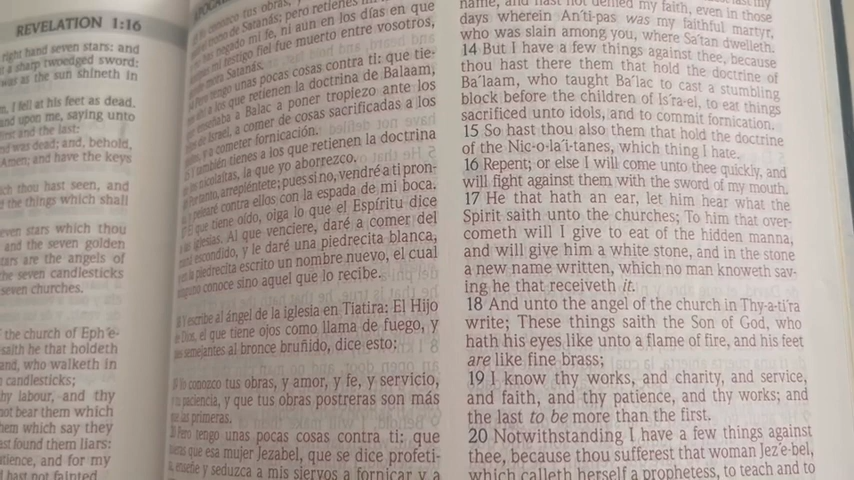 REVELATION 1:16
right hand seven stars: and
a sharp twoedged sword:
was as the sun shineth in
I fell at his feet as dead.
and upon me, saying unto
first and the last:
was dead; and, behold,
Amen; and have the keys
thou hast seen, and
the things which shall
seven stars which thou
and the seven golden
stars are the angels of
the seven candlesticks
seven churches.
the church of Eph'e-
saith he that holdeth
hand, who walketh in
candlesticks;
thy labour, and thy
not bear them which
them which say they
hast found them liars:
and for my
hast not fainted
conozco tus obras,
trono de Satanás; pero retienes mi
has negado mi fe, ni aun en los días en que
mi testigo fiel fue muerto entre vosotros,
mora Satanás.
tengo unas pocas cosas contra ti: que tie-
a los que retienen la doctrina de Balaam,
enseñaba a Balac a poner tropiezo ante los
de Israel, a comer de cosas sacrificadas a los
y a cometer fornicación.
también tienes a los que retienen la doctrina
nicolaítas, la que yo aborrezco.
Por tanto, arrepiéntete; pues si no, vendré a ti pron-
pelearé contra ellos con la espada de mi boca.
que tiene oído, oiga lo que el Espíritu dice
las iglesias. Al que venciere, daré a comer del
maná escondido, y le daré una piedrecita blanca,
en la piedrecita escrito un nombre nuevo, el cual
ninguno conoce sino aquel que lo recibe.
Y escribe al ángel de la iglesia en Tiatira: El Hijo
de Dios, el que tiene ojos como llama de fuego, y
semejantes al bronce bruñido, dice esto:
Yo conozco tus obras, y amor, y fe, y servicio,
y tu paciencia, y que tus obras postreras son más
que las primeras.
Pero tengo unas pocas cosas contra ti: que
toleras que esa mujer Jezabel, que se dice profeti-
enseñe y seduzca a mis siervos a fornicar y a
name, and hast not denied my faith, even in those
days wherein An'ti-pas was my faithful martyr,
who was slain among you, where Sa'tan dwelleth.
14 But I have a few things against thee, because
thou hast there them that hold the doctrine of
Ba'laam, who taught Ba'lac to cast a stumbling
block before the children of Is'ra-el, to eat things
sacrificed unto idols, and to commit fornication.
15 So hast thou also them that hold the doctrine
of the Nic-o-la'i-tanes, which thing I hate.
16 Repent; or else I will come unto thee quickly, and
will fight against them with the sword of my mouth.
17 He that hath an ear, let him hear what the
Spirit saith unto the churches; To him that over-
cometh will I give to eat of the hidden manna,
and will give him a white stone, and in the stone
a new name written, which no man knoweth sav-
ing he that receiveth it.
18 And unto the angel of the church in Thy-a-ti'ra
write; These things saith the Son of God, who
hath his eyes like unto a flame of fire, and his feet
are like fine brass;
19 I know thy works, and charity, and service,
and faith, and thy patience, and thy works; and
the last to be more than the first.
20 Notwithstanding I have a few things against
thee, because thou sufferest that woman Jez'e-bel,
which calleth herself a prophetess, to teach and to